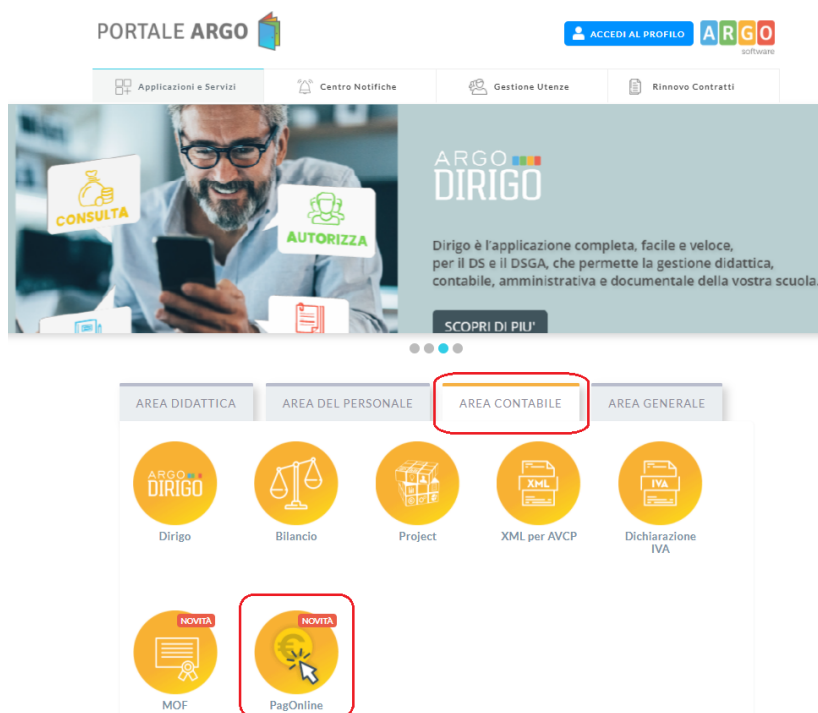 PORTALE ARGO
ACCEDI AL PROFILO
ARGO
software
Applicazioni e Servizi
Centro Notifiche
Gestione Utenze
Rinnovo Contratti
CONSULTA
AUTORIZZA
ARGO
DIRIGO
Dirigo è l'applicazione completa, facile e veloce,
per il DS e il DSGA, che permette la gestione didattica,
contabile, amministrativa e documentale della vostra scuola.
SCOPRI DI PIU'
AREA DIDATTICA
AREA DEL PERSONALE
AREA CONTABILE
AREA GENERALE
ARGO
DIRIGO
XML
IVA
Dirigo
Bilancio
Project
XML per AVCP
Dichiarazione
IVA
NOVITÀ
NOVITÀ
€
MOF
PagOnline